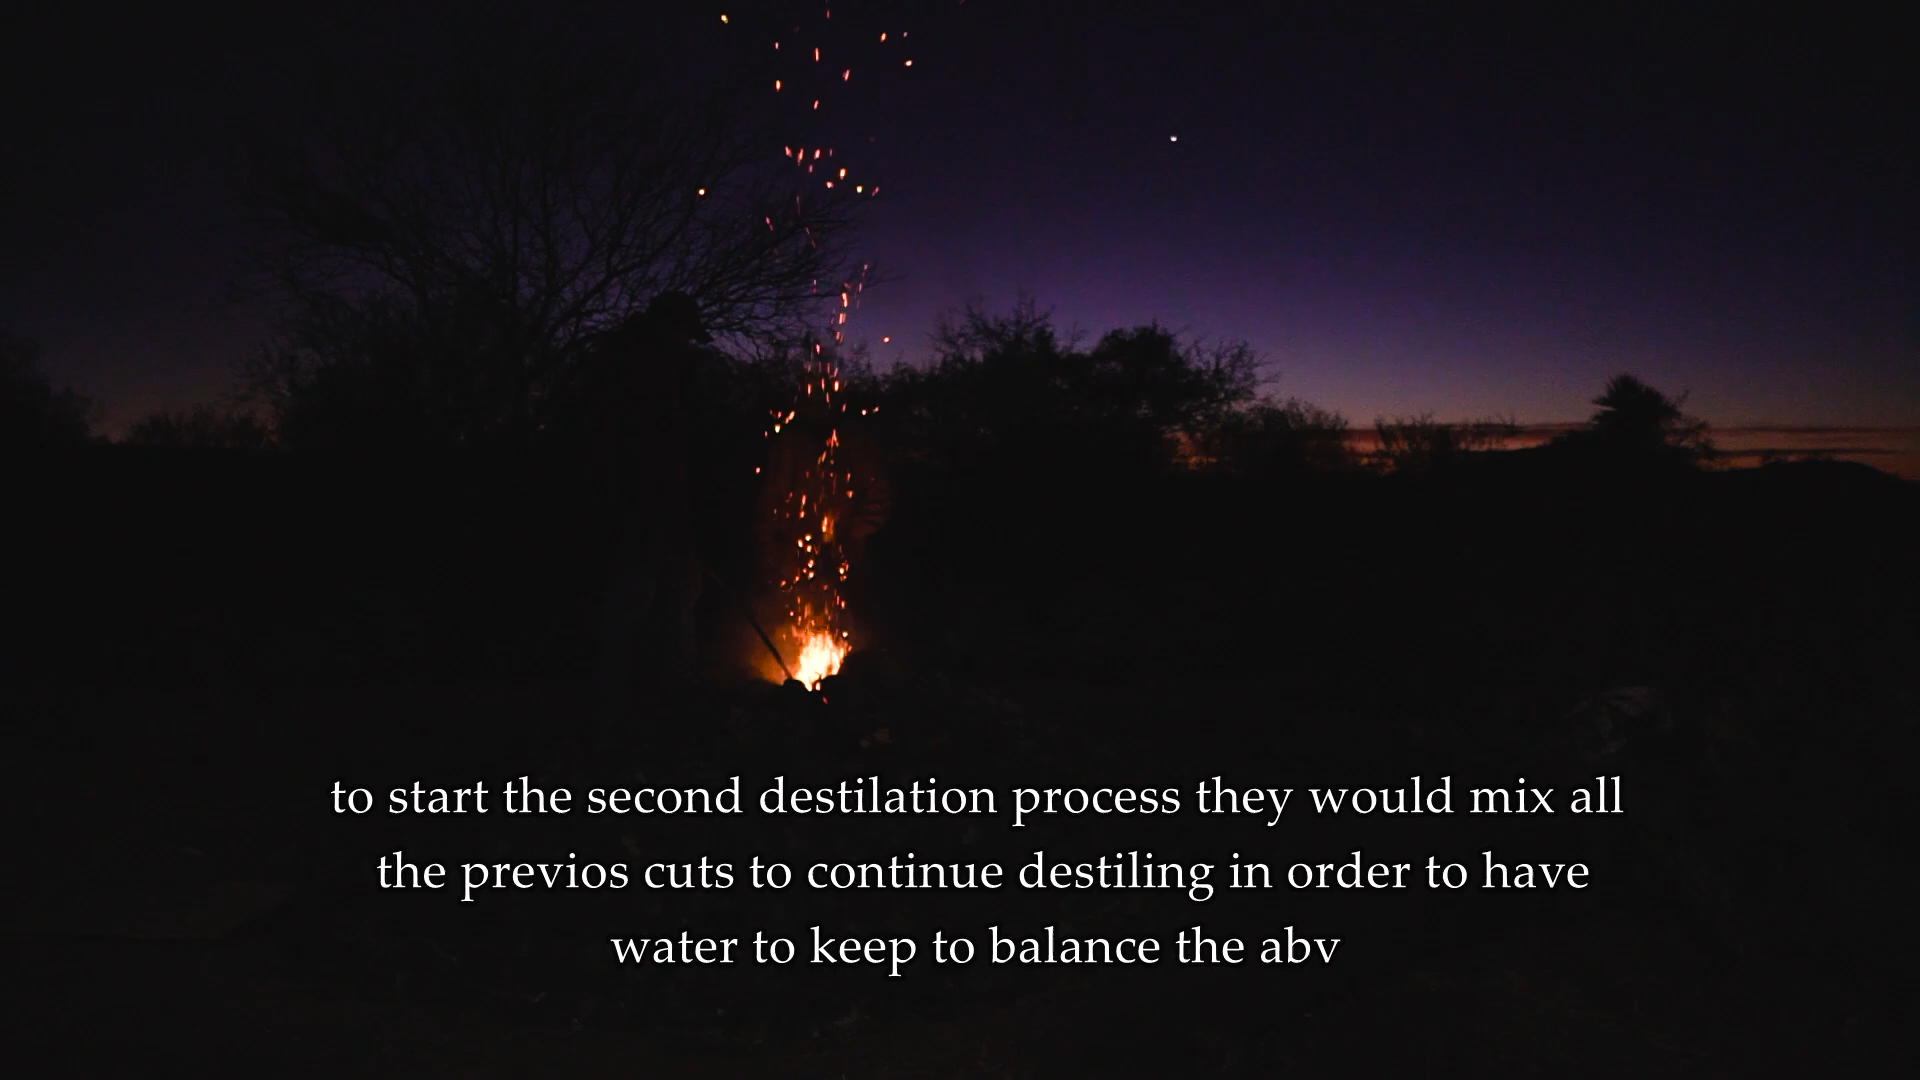 to start the second destilation process they would mix all
the previos cuts to continue destiling in order to have
water to keep to balance the abv